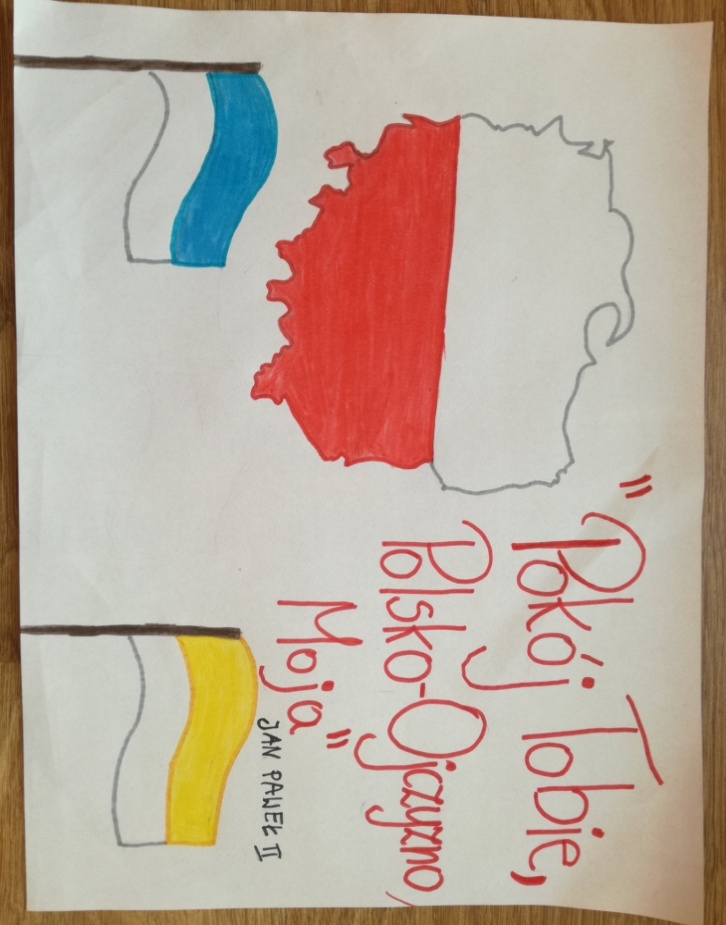 "Pokój Tobie,
Polsko-Ojczyzno,
Moja"
JAN PAWEŁ II